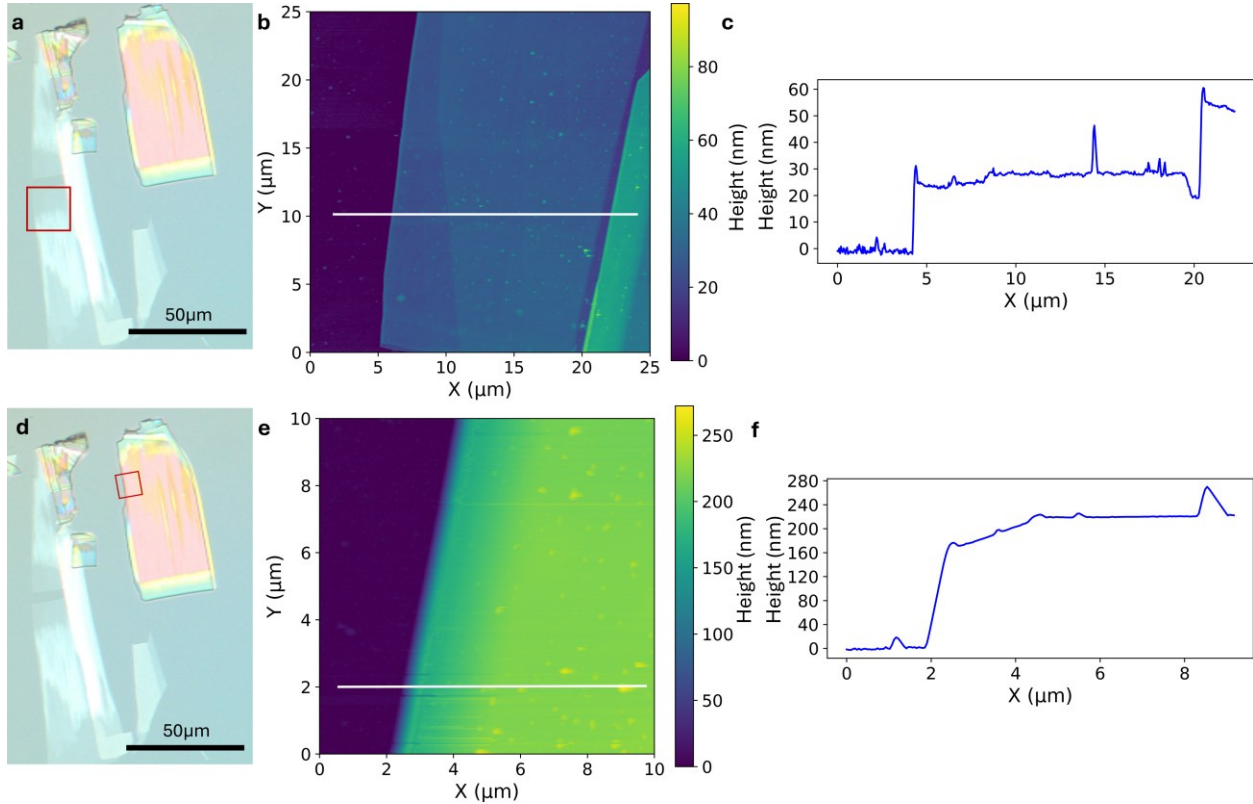 a
50μm
b
25
20
15
10
5
0
Y (μm)
0 5 10 15 20 25
X (μm)
80
60
40
20
0
Height (nm)
c
60
50
40
30
20
10
0
Height (nm)
0 5 10 15 20
X (μm)
d
50μm
e
10
8
6
4
2
0
Y (μm)
0 2 4 6 8 10
X (μm)
250
200
150
100
50
0
Height (nm)
f
280
240
200
160
120
80
40
0
Height (nm)
0 2 4 6 8
X (μm)